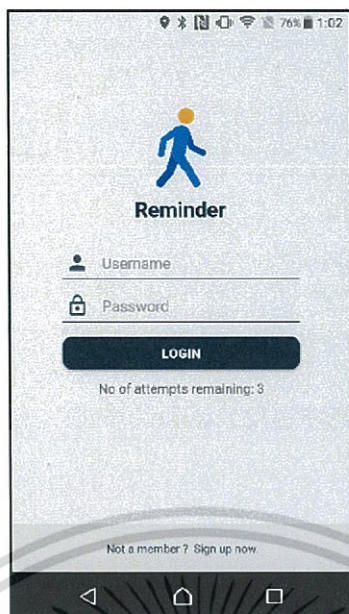 76% 1:02
Reminder
Username
Password
LOGIN
No of attempts remaining: 3
Not a member ? Sign up now.